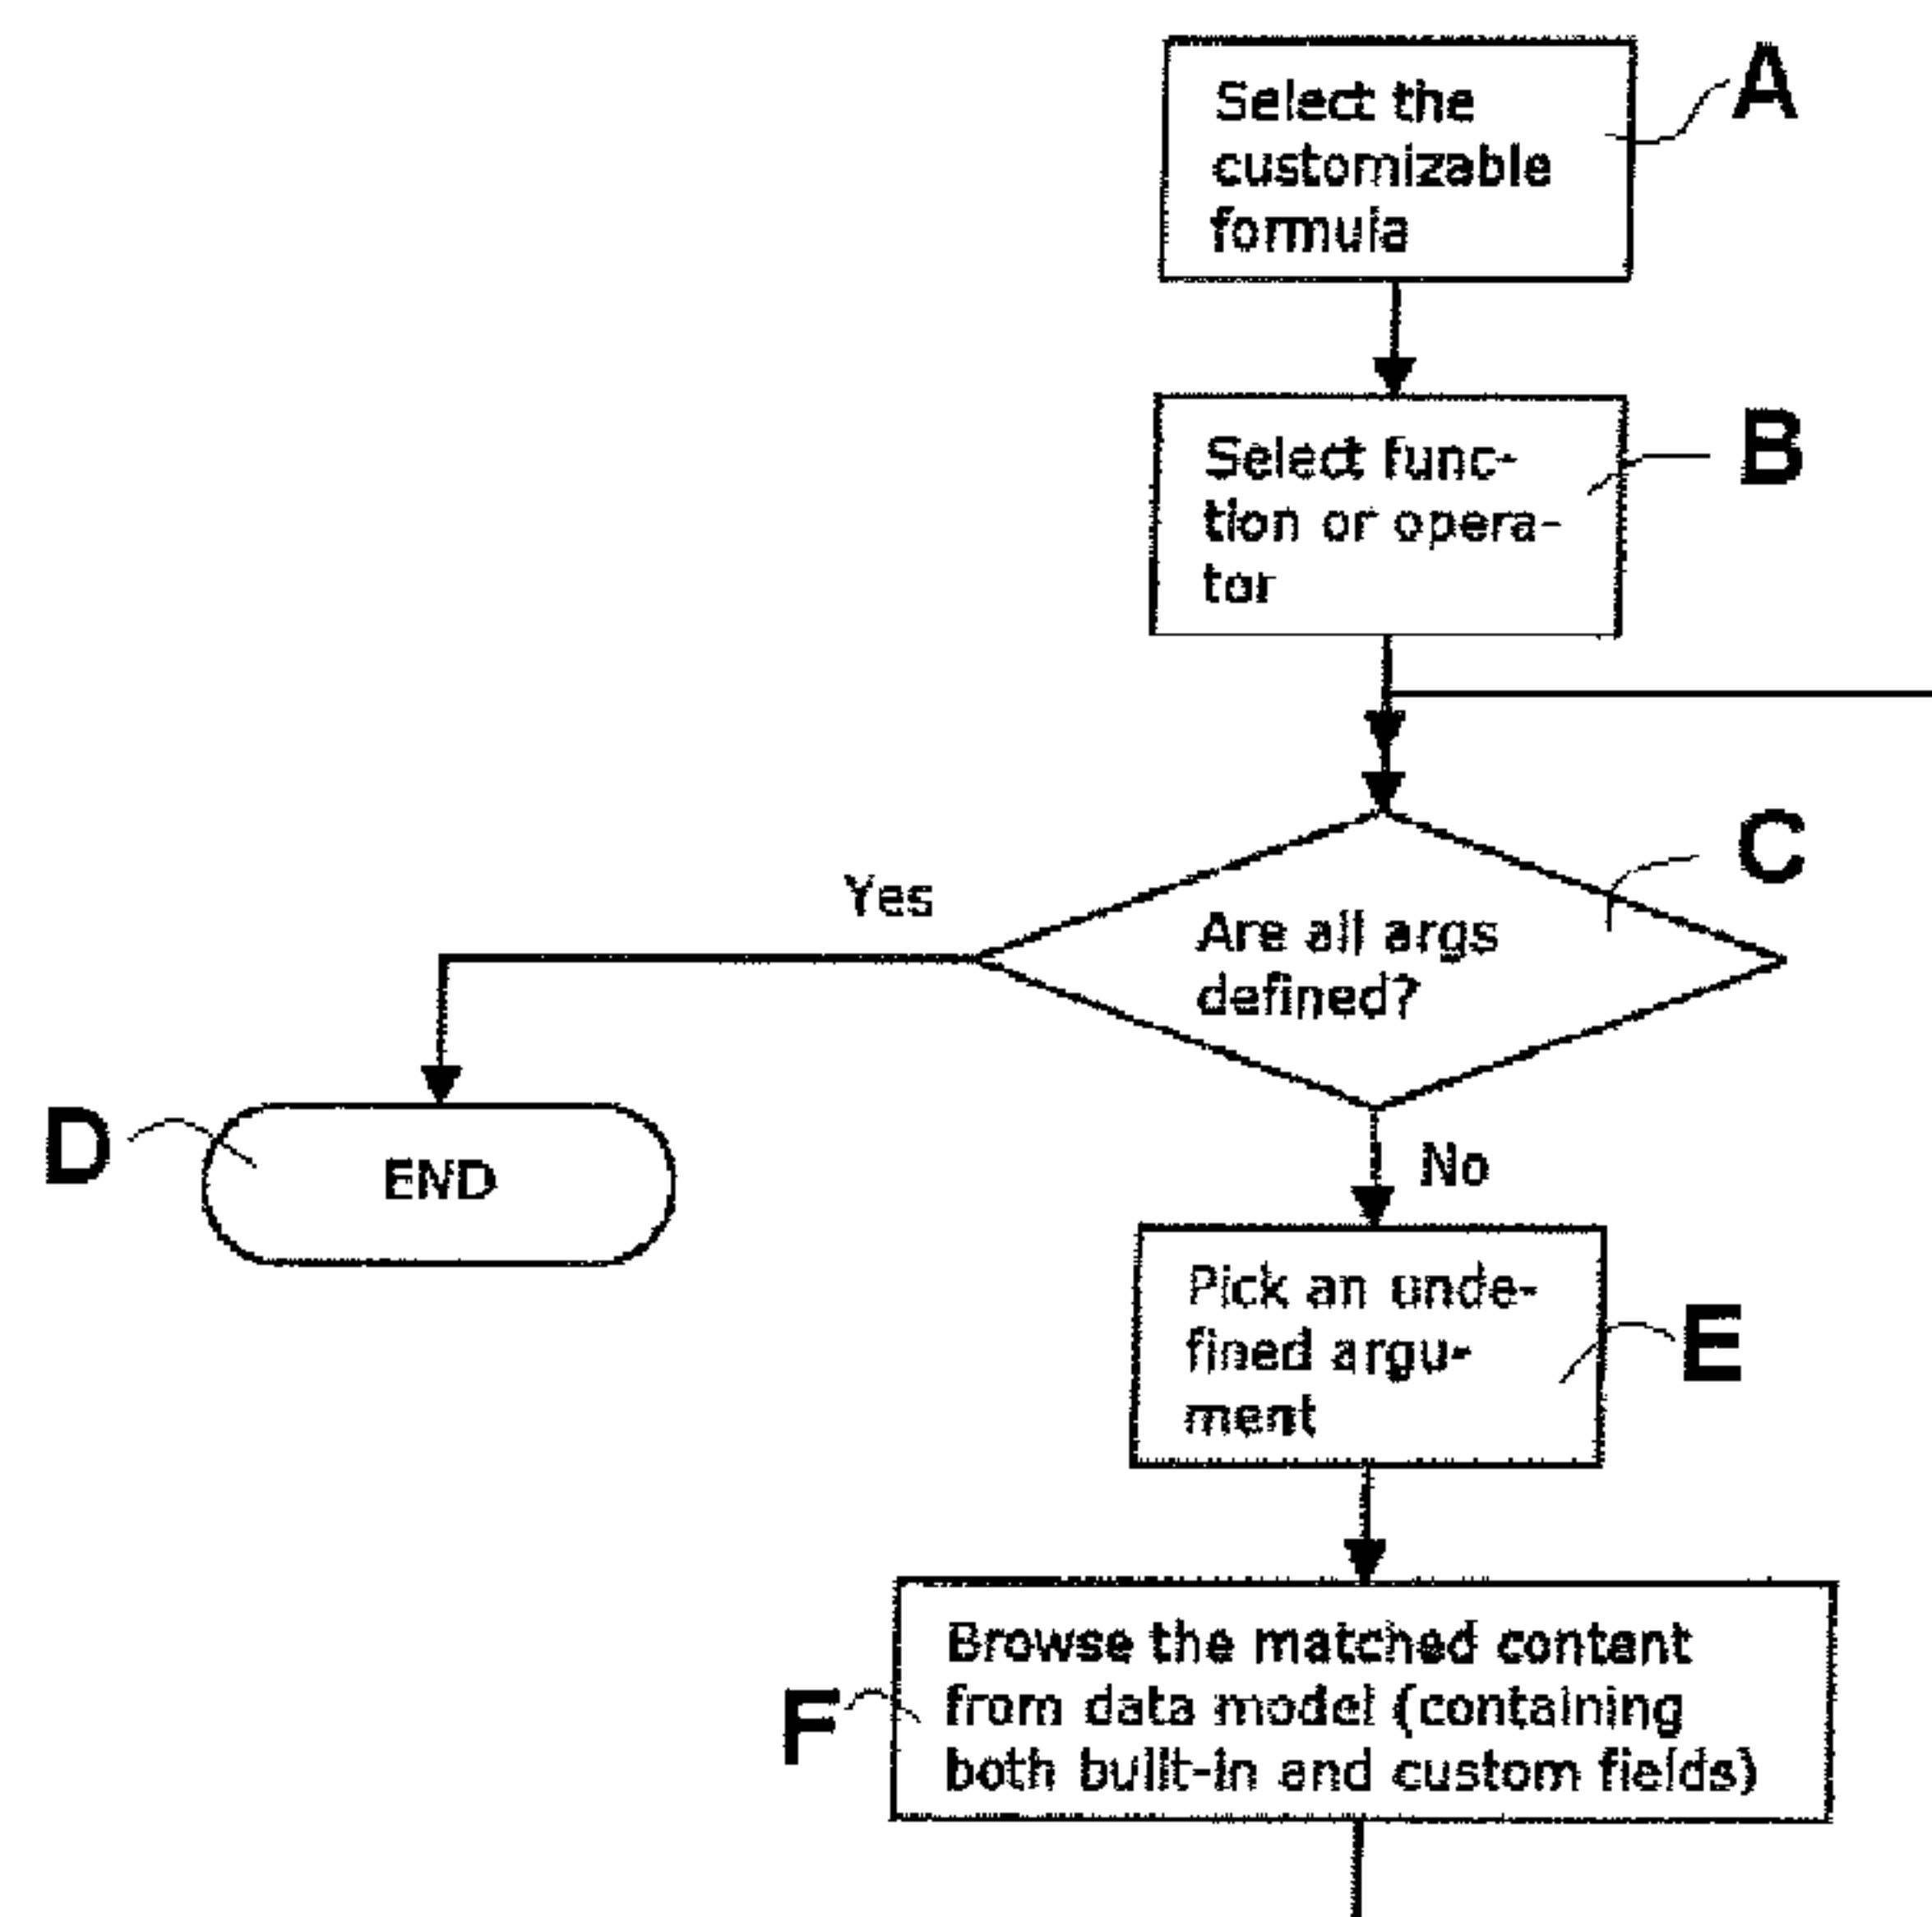 Select the
customizable
formula
A
Select func-
tion or opera-
tor
B
Yes
Are all args
defined?
C
D
END
No
Pick an unde-
fined argu-
ment
E
F
Browse the matched content
from data model (containing
both built-in and custom fields)